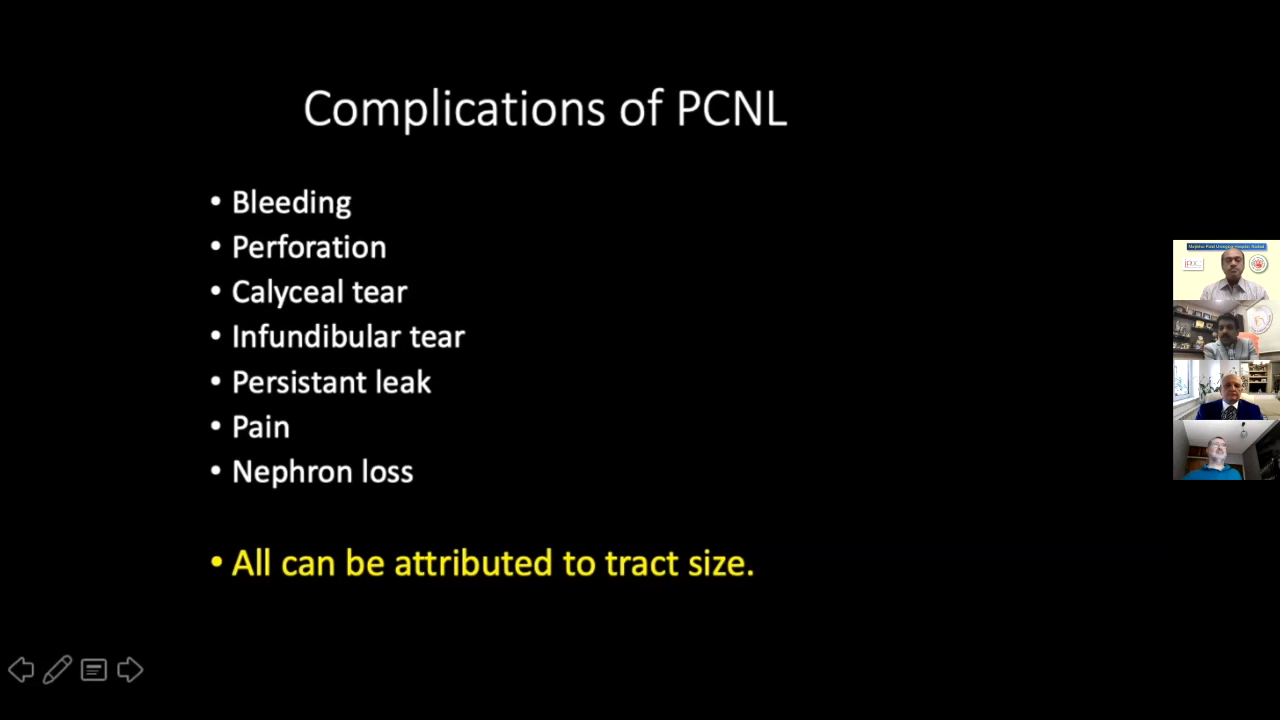 Complications of PCNL
• Bleeding
• Perforation
• Calyceal tear
• Infundibular tear
• Persistant leak
• Pain
• Nephron loss
• All can be attributed to tract size.